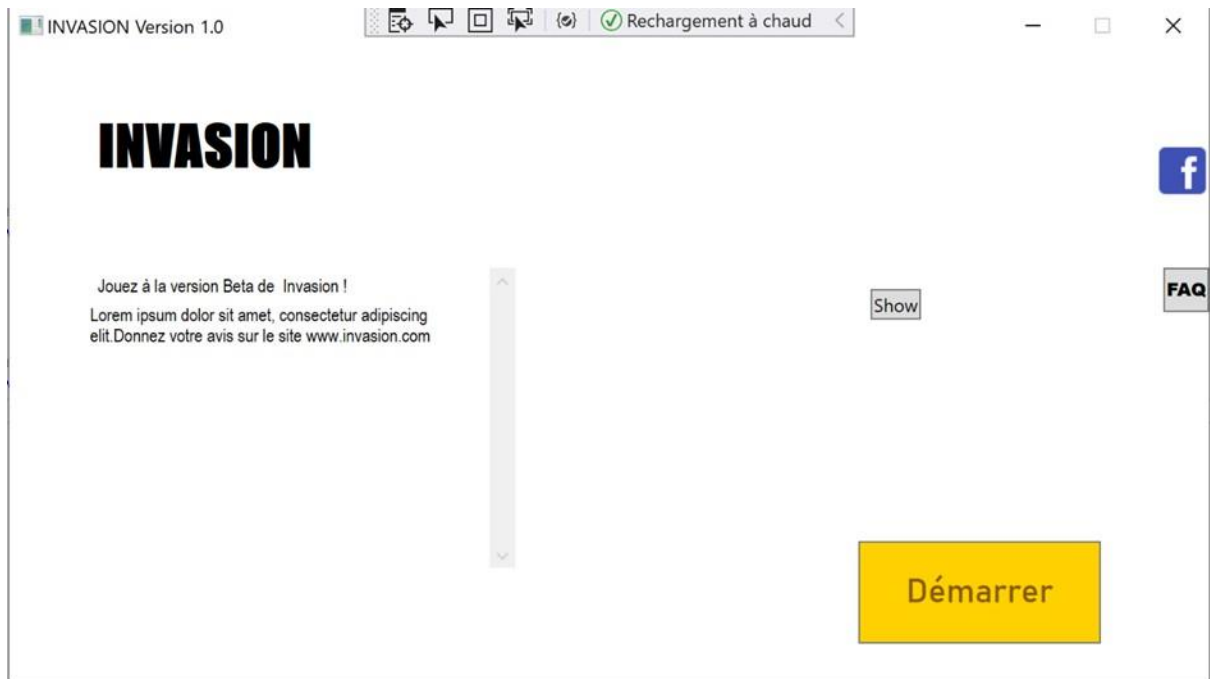 INVASION Version 1.0
Rechargement à chaud
INVASION
f
Jouez à la version Beta de Invasion !
FAQ
Show
Lorem ipsum dolor sit amet, consectetur adipiscing
elit.Donnez votre avis sur le site www.invasion.com
Démarrer